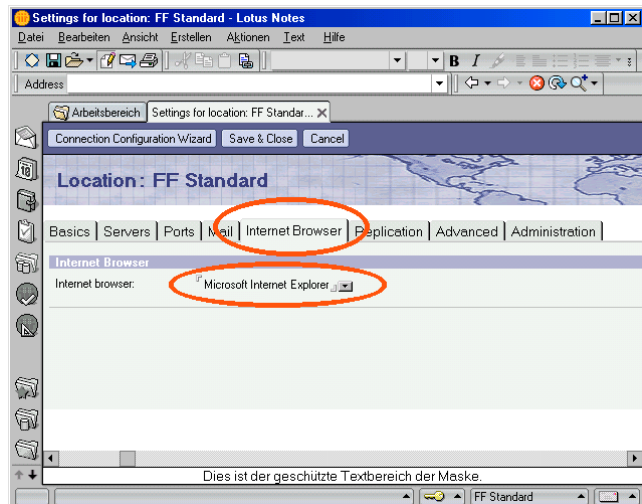 Settings for location: FF Standard - Lotus Notes
Datei Bearbeiten Ansicht Erstellen Aktionen Text Hilfe
B I
Address
Arbeitsbereich Settings for location: FF Standar...
Connection Configuration Wizard Save & Close Cancel
Location: FF Standard
Basics Servers Ports Mail Internet Browser Replication Advanced Administration
Internet Browser
Internet browser: Microsoft Internet Explorer
Dies ist der geschützte Textbereich der Maske.
FF Standard